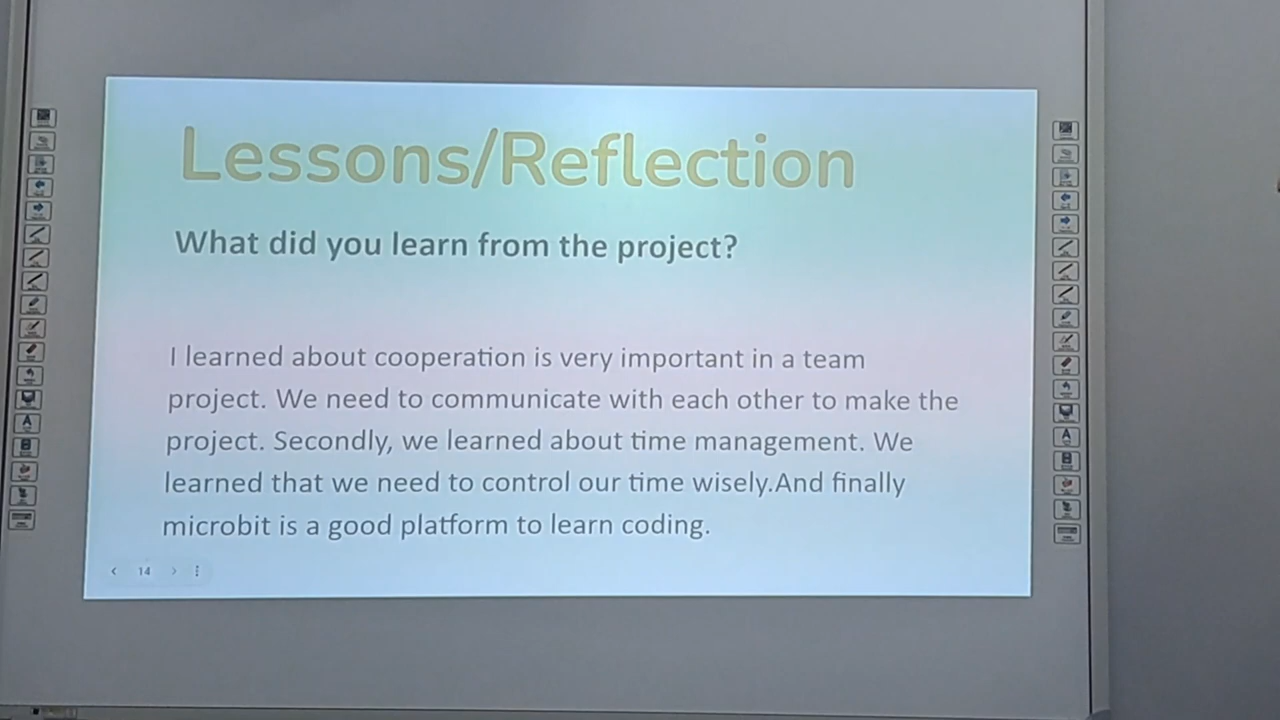 Lessons/Reflection
What did you learn from the project?
I learned about cooperation is very important in a team
project. We need to communicate with each other to make the
project. Secondly, we learned about time management. We
learned that we need to control our time wisely.And finally
microbit is a good platform to learn coding.
14